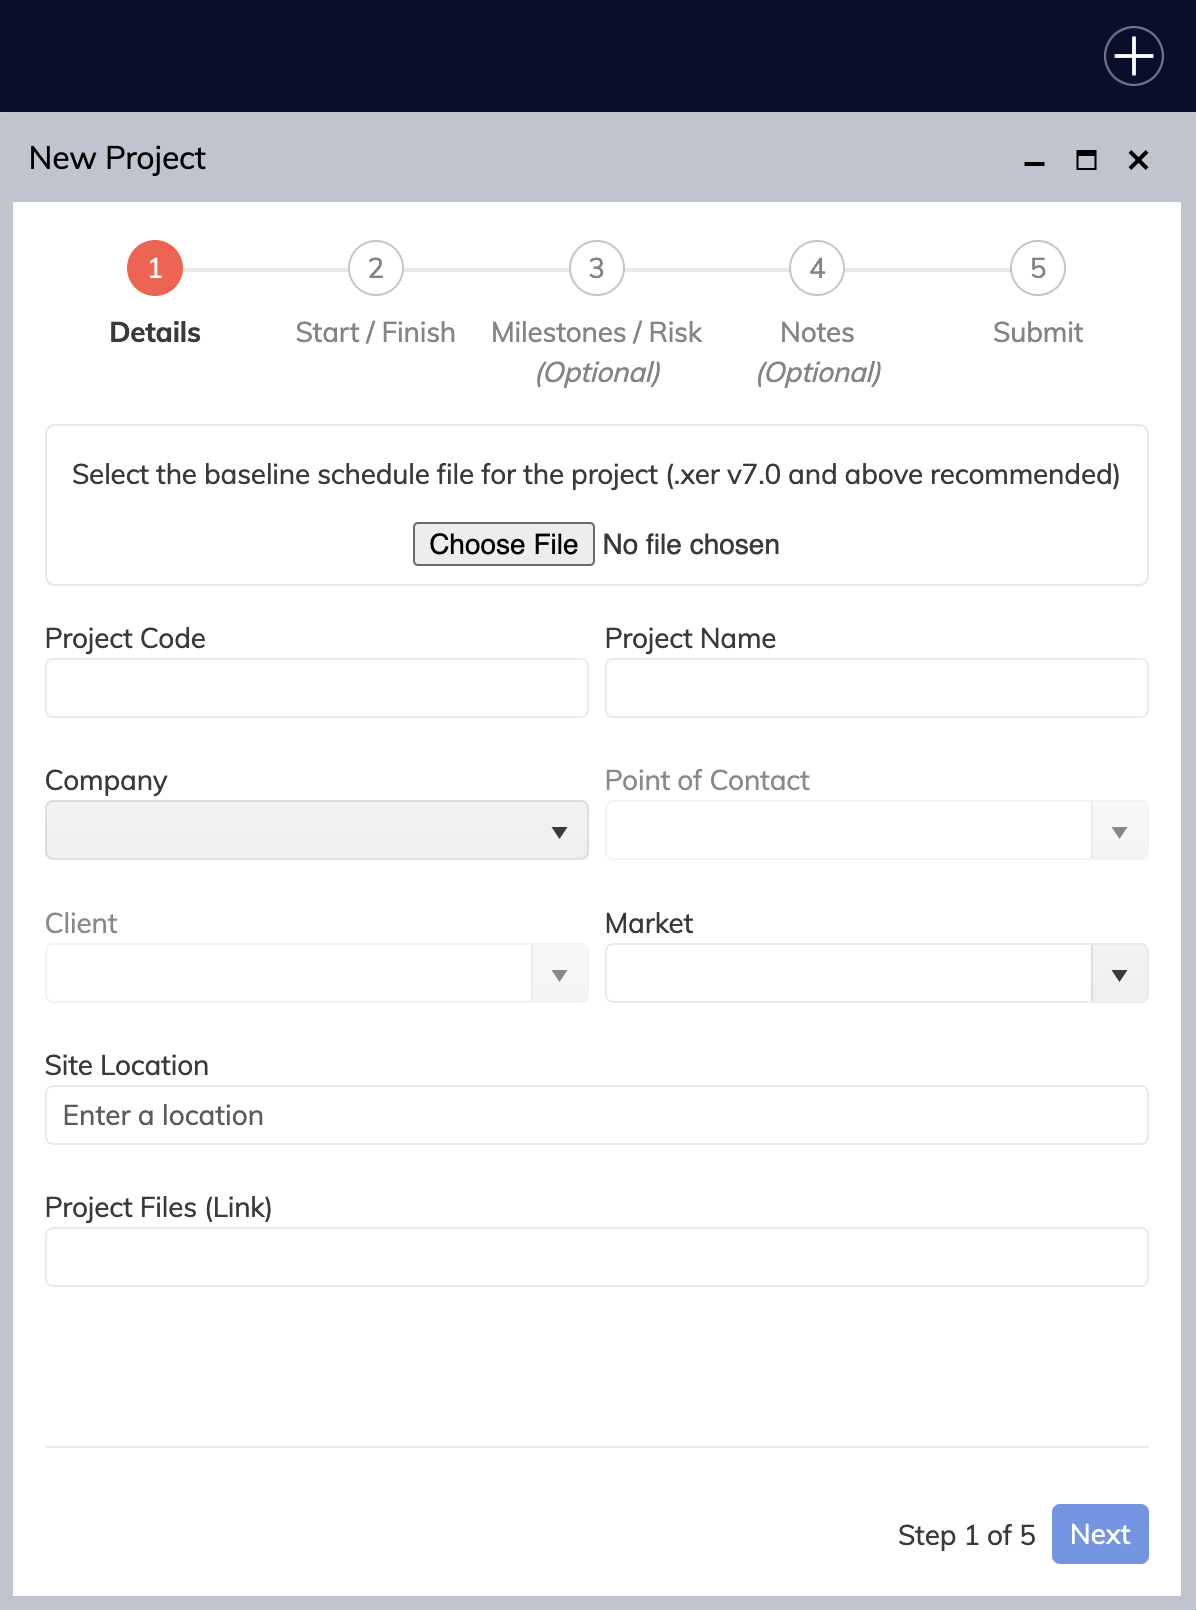 New Project
1 2 3 4 5
Details Start / Finish Milestones / Risk Notes Submit
(Optional) (Optional)
Select the baseline schedule file for the project (.xer v7.0 and above recommended)
Choose File No file chosen
Project Code Project Name
Company Point of Contact
Client Market
Site Location
Enter a location
Project Files (Link)
Step 1 of 5 Next